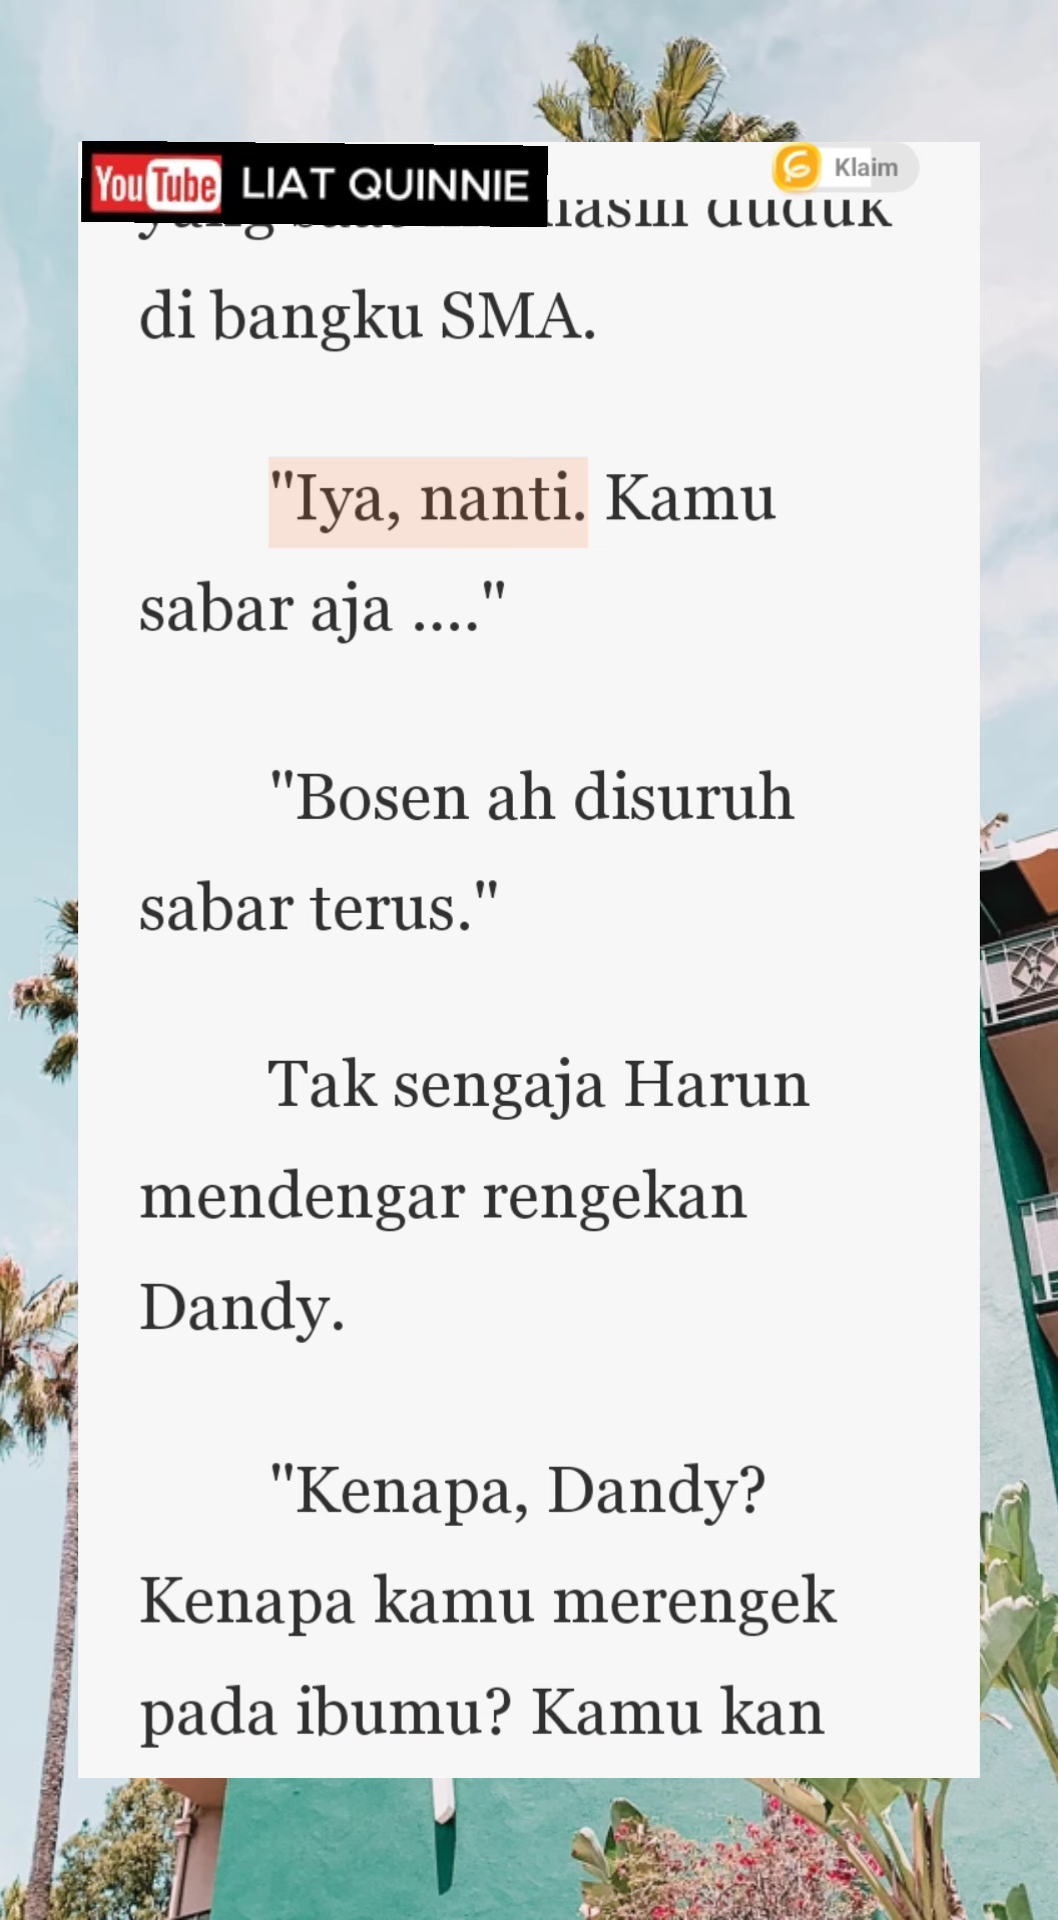 YouTube LIAT QUINNIE
Klaim
duduk
di bangku SMA.
"Iya, nanti. Kamu
sabar aja ...."
"Bosen ah disuruh
sabar terus."
Tak sengaja Harun
mendengar rengekan
Dandy.
"Kenapa, Dandy?
Kenapa kamu merengek
pada ibumu? Kamu kan